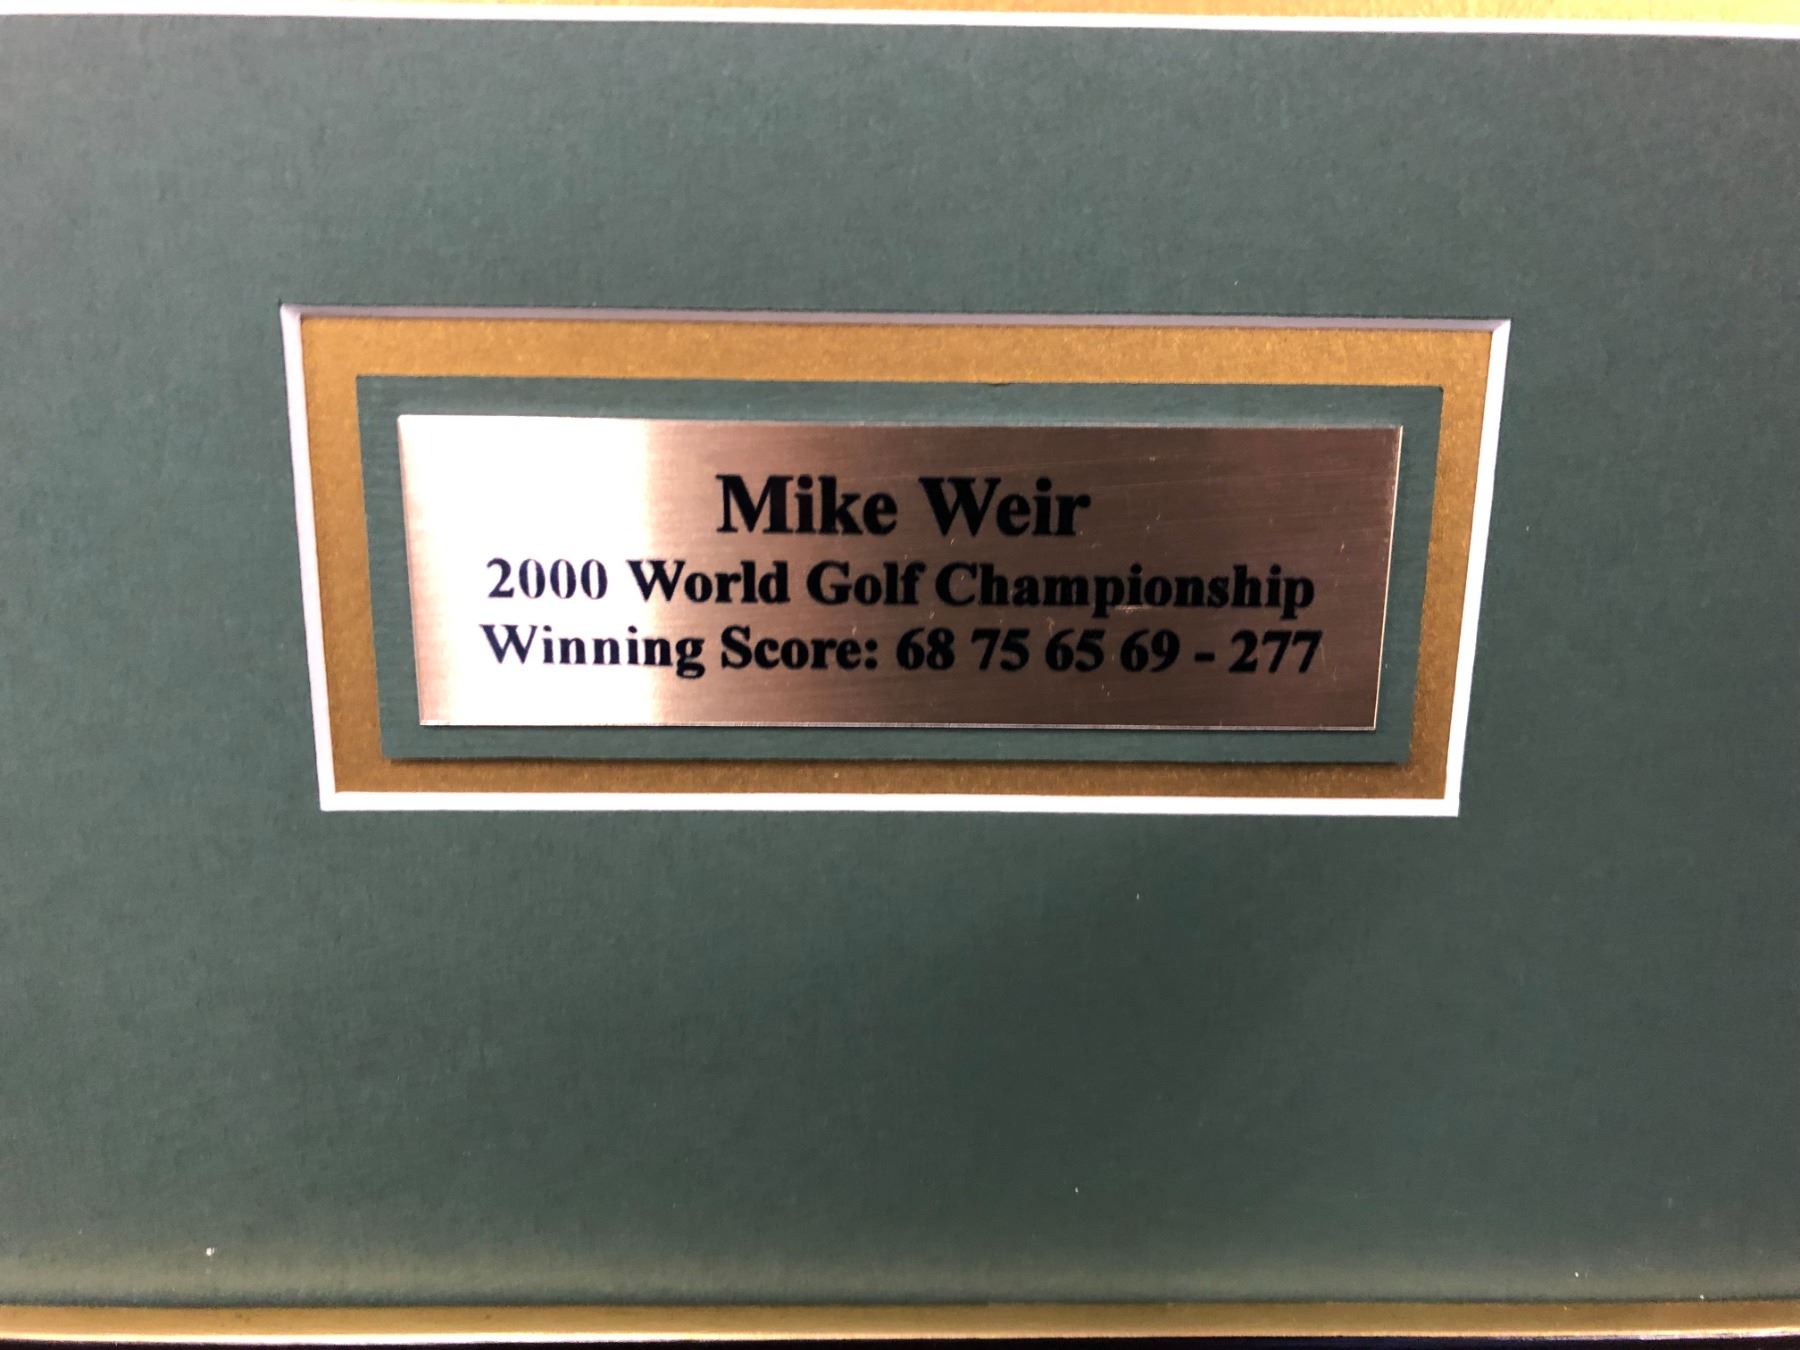 Mike Weir
2000 World Golf Championship
Winning Score: 68 75 65 69 - 277